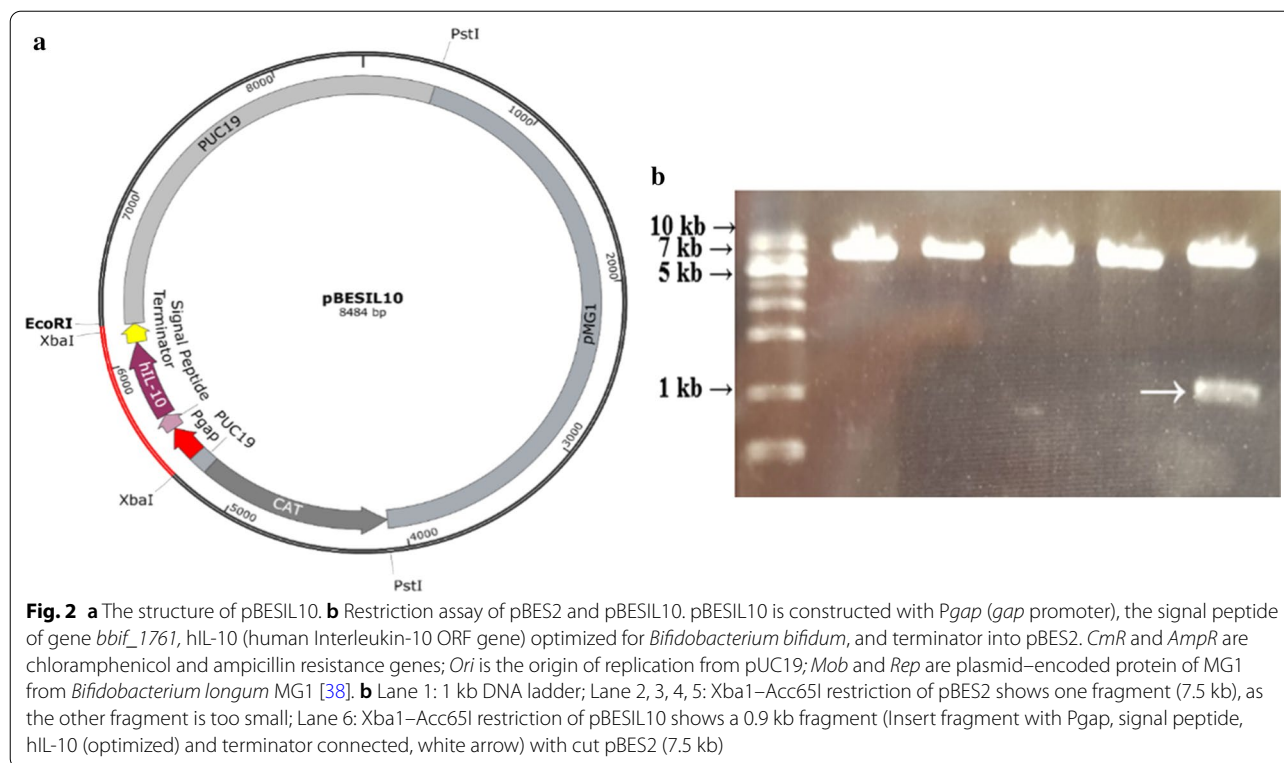 a
PstI
8000
1000
PUC19
7000
2000
b
10 kb →
7 kb →
5 kb →
pBESIL10
8484 bp
pMG1
EcoRI
XbaI
Terminator
Signal Peptide
6000
hIL-10
Pgap
PUC19
1 kb →
3000
XbaI
5000
CAT
4000
PstI
Fig. 2 a The structure of pBESIL10. b Restriction assay of pBES2 and pBESIL10. pBESIL10 is constructed with Pgap (gap promoter), the signal peptide
of gene bbif_1761, hIL-10 (human Interleukin-10 ORF gene) optimized for Bifidobacterium bifidum, and terminator into pBES2. CmR and AmpR are
chloramphenicol and ampicillin resistance genes; Ori is the origin of replication from pUC19; Mob and Rep are plasmid–encoded protein of MG1
from Bifidobacterium longum MG1 [38]. b Lane 1: 1 kb DNA ladder; Lane 2, 3, 4, 5: Xba1–Acc65I restriction of pBES2 shows one fragment (7.5 kb), as
the other fragment is too small; Lane 6: Xba1–Acc65I restriction of pBESIL10 shows a 0.9 kb fragment (Insert fragment with Pgap, signal peptide,
hIL-10 (optimized) and terminator connected, white arrow) with cut pBES2 (7.5 kb)